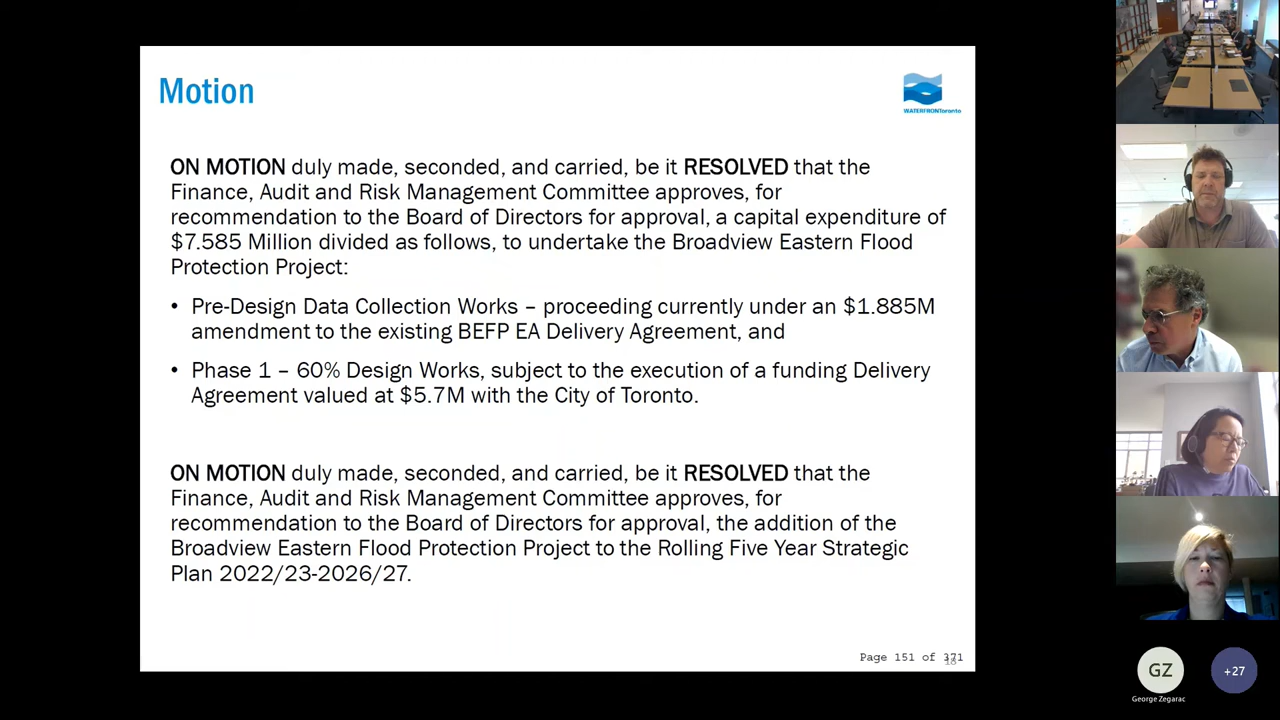 Motion
WATERFRONToronto
ON MOTION duly made, seconded, and carried, be it RESOLVED that the
Finance, Audit and Risk Management Committee approves, for
recommendation to the Board of Directors for approval, a capital expenditure of
$7.585 Million divided as follows, to undertake the Broadview Eastern Flood
Protection Project:
• Pre-Design Data Collection Works – proceeding currently under an $1.885M
amendment to the existing BEFP EA Delivery Agreement, and
• Phase 1 – 60% Design Works, subject to the execution of a funding Delivery
Agreement valued at $5.7M with the City of Toronto.
ON MOTION duly made, seconded, and carried, be it RESOLVED that the
Finance, Audit and Risk Management Committee approves, for
recommendation to the Board of Directors for approval, the addition of the
Broadview Eastern Flood Protection Project to the Rolling Five Year Strategic
Plan 2022/23-2026/27.
Page 151 of 371
GZ
+27
George Zegarac